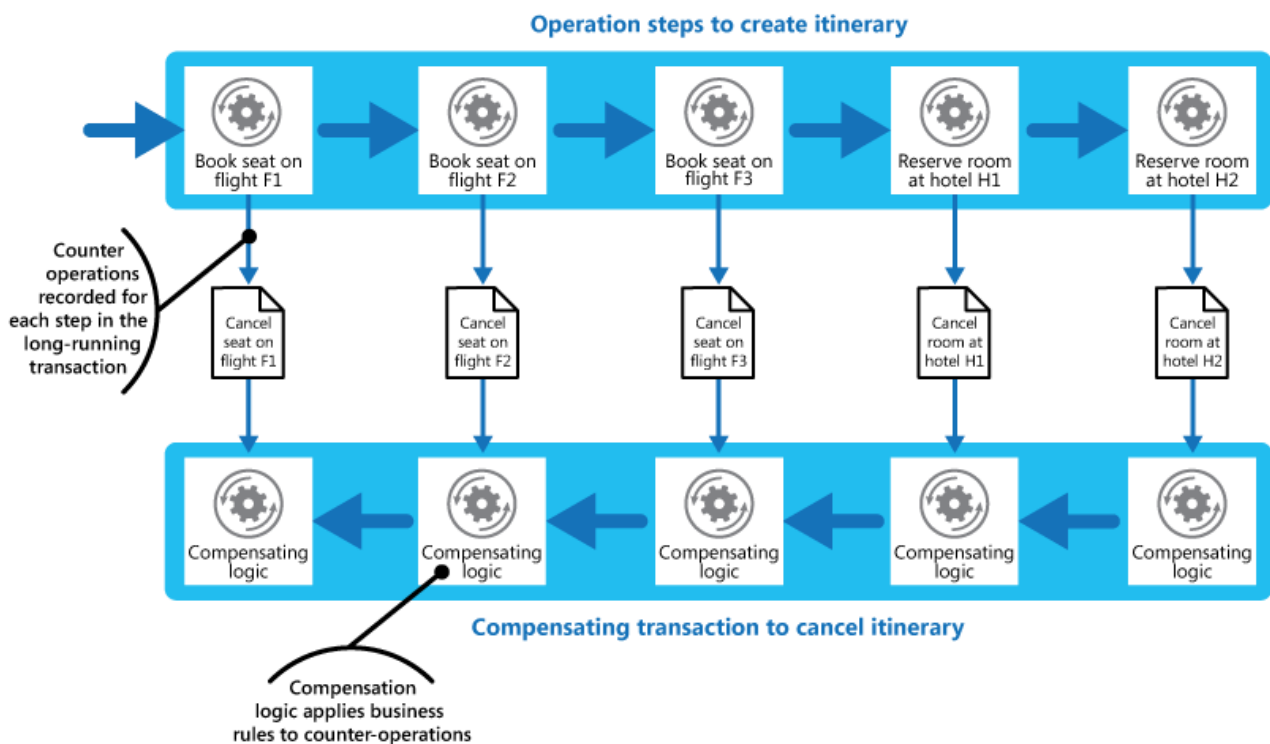 Operation steps to create itinerary
Book seat on
flight F1
Book seat on
flight F2
Book seat on
flight F3
Reserve room
at hotel H1
Reserve room
at hotel H2
Counter
operations
recorded for
each step in the
long-running
transaction
Cancel
seat on
flight F1
Cancel
seat on
flight F2
Cancel
seat on
flight F3
Cancel
room at
hotel H1
Cancel
room at
hotel H2
Compensating
logic
Compensating
logic
Compensating
logic
Compensating
logic
Compensating
logic
Compensating transaction to cancel itinerary
Compensation
logic applies business
rules to counter-operations